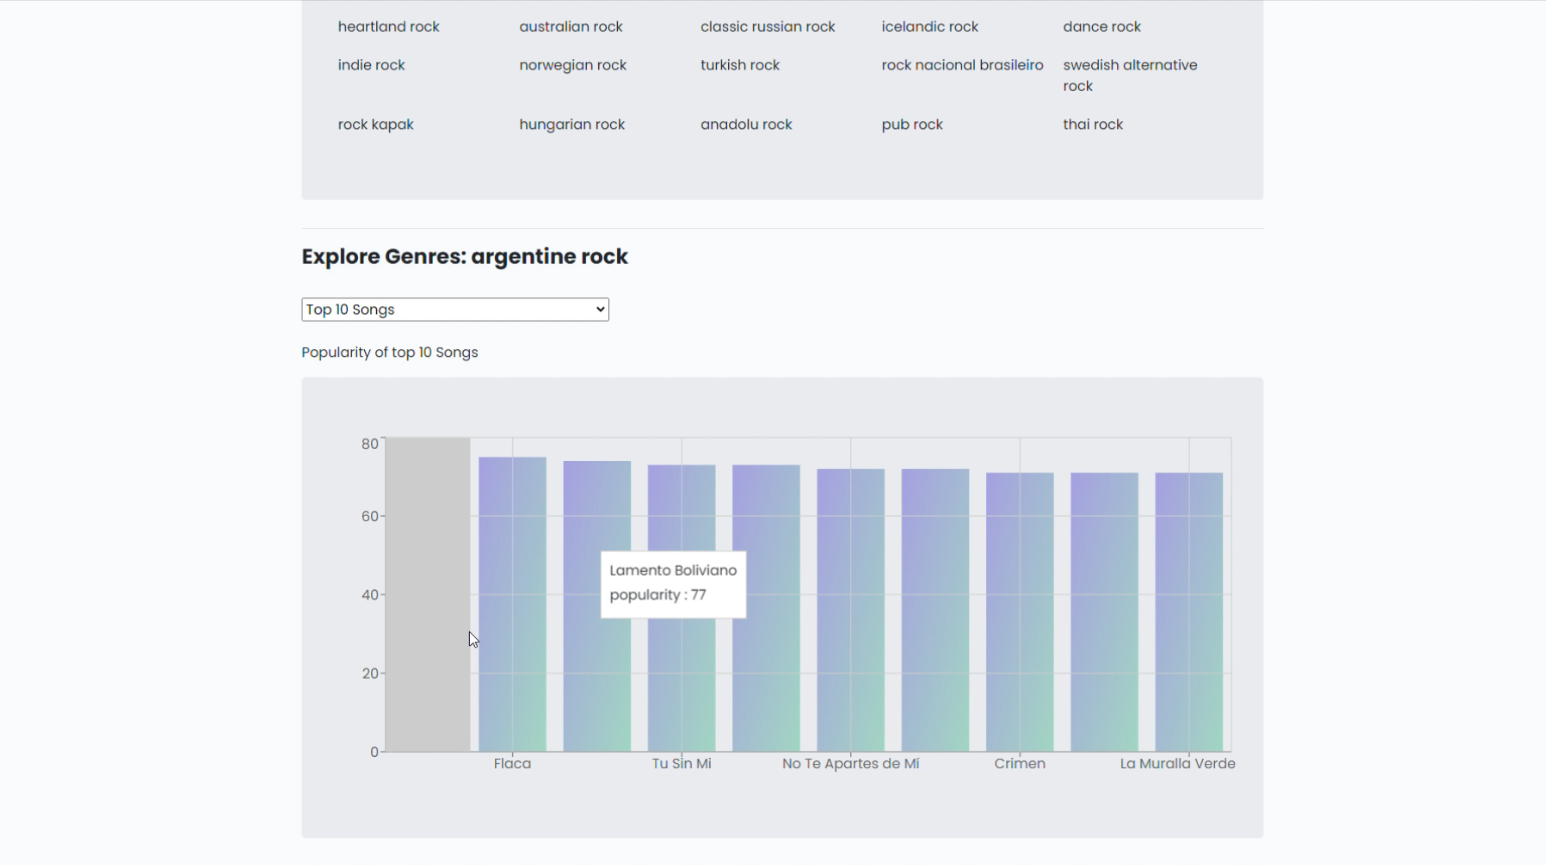 heartland rock australian rock classic russian rock icelandic rock dance rock
indie rock norwegian rock turkish rock rock nacional brasileiro swedish alternative
rock
rock kapak hungarian rock anadolu rock pub rock thai rock
Explore Genres: argentine rock
Top 10 Songs
Popularity of top 10 Songs
80
60
40
20
0
Lamento Boliviano
popularity : 77
Flaca Tu Sin Mi No Te Apartes de Mí Crimen La Muralla Verde